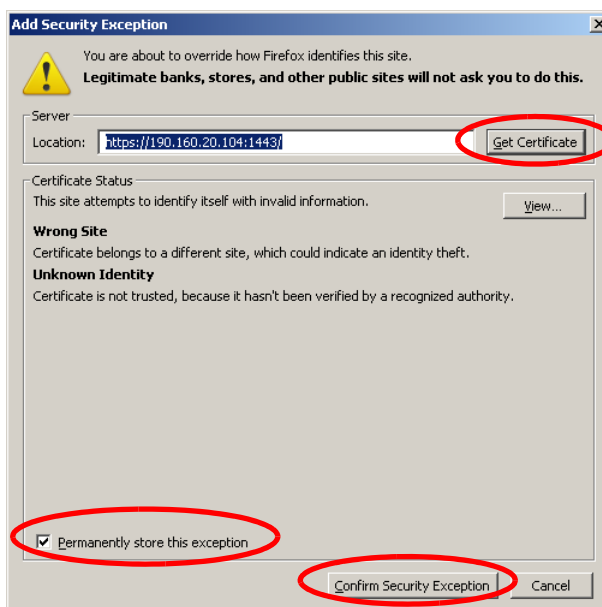 Add Security Exception
You are about to override how Firefox identifies this site.
Legitimate banks, stores, and other public sites will not ask you to do this.
Server
Location: https://190.160.20.104:1443/ Get Certificate
Certificate Status
This site attempts to identify itself with invalid information. View...
Wrong Site
Certificate belongs to a different site, which could indicate an identity theft.
Unknown Identity
Certificate is not trusted, because it hasn't been verified by a recognized authority.
Permanently store this exception
Confirm Security Exception Cancel